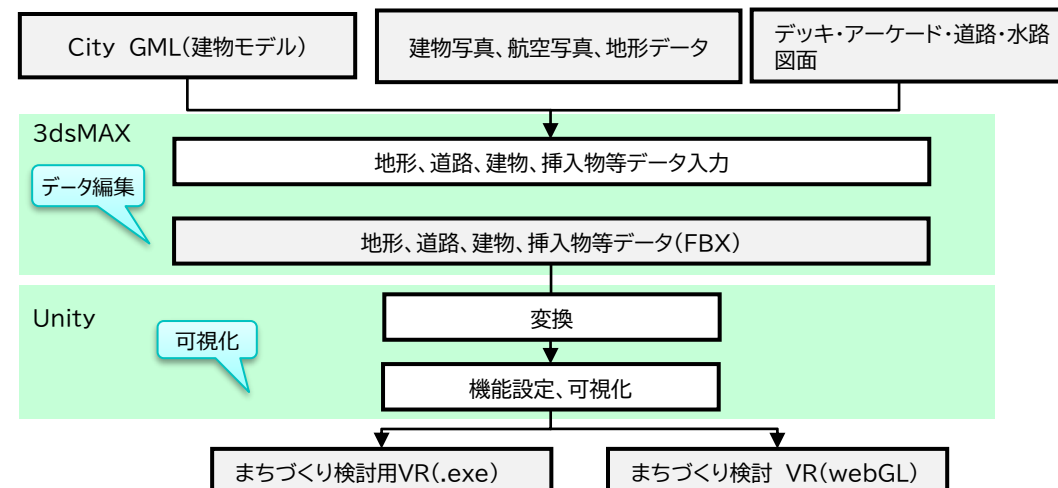 City GML(建物モデル)
建物写真、航空写真、地形データ
デッキ・アーケード・道路・水路
図面
3dsMAX
地形、道路、建物、挿入物等データ入力
データ編集
地形、道路、建物、挿入物等データ(FBX)
Unity
変換
可視化
機能設定、可視化
まちづくり検討用VR(.exe)
まちづくり検討 VR(webGL)